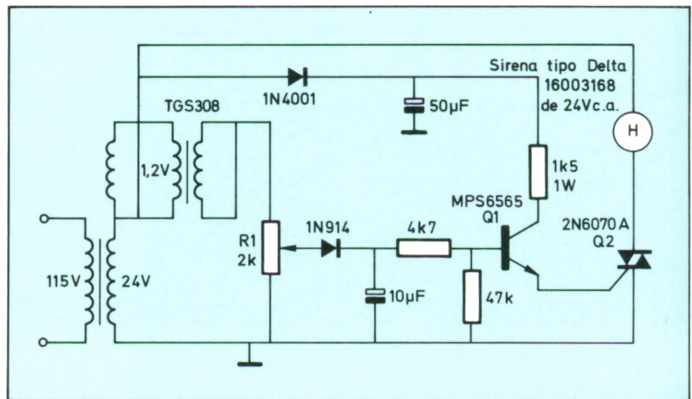 Sirena tipo Delta
16003168
de 24Vc.a.
1N4001
50µF
H
TGS308
1,2V
1k5
1W
MPS6565
Q1
2N6070A
Q2
1N914
4k7
R1
2k
115V
24V
10µF
47k